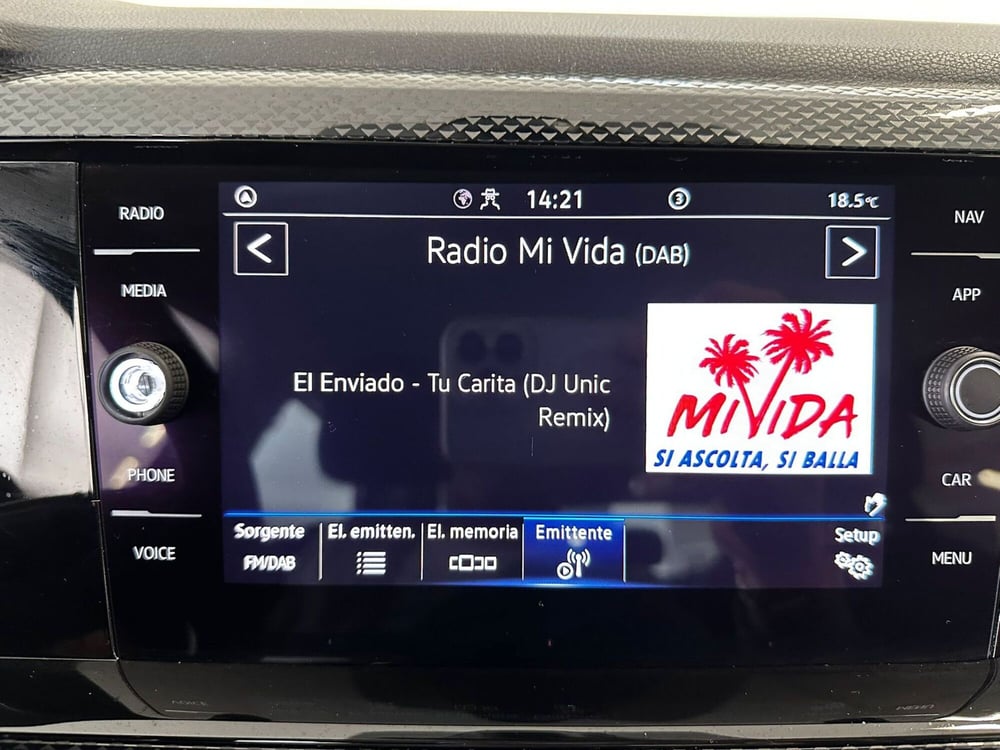 14:21
3
18.5°C
RADIO
NAV
Radio Mi Vida (DAB)
MEDIA
APP
El Enviado - Tu Carita (DJ Unic
Remix)
MIVIDA
SI ASCOLTA, SI BALLA
PHONE
CAR
Sorgente
El. emitten.
El. memoria
Emittente
Setup
FM/DAB
VOICE
MENU